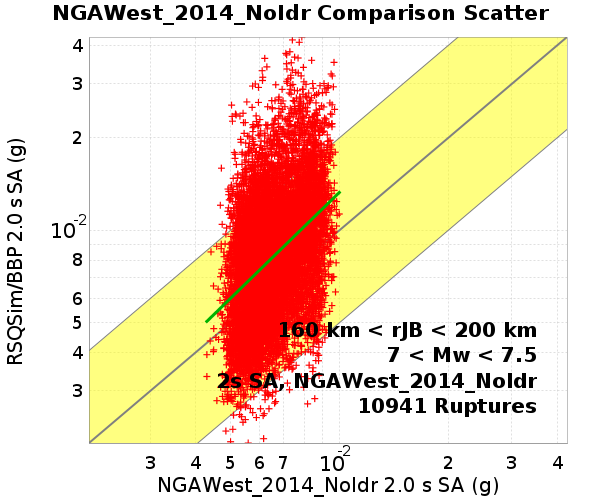 NGAWest_2014_NoIdr Comparison Scatter
RSQSim/BBP 2.0 s SA (g)
4
3
2
10-2
8
6
5
4
3
160 km < rJB < 200 km
7 < Mw < 7.5
2s SA, NGAWest_2014_NoIdr
10941 Ruptures
3 4 5 6 7 10-2 2 3 4
NGAWest_2014_NoIdr 2.0 s SA (g)